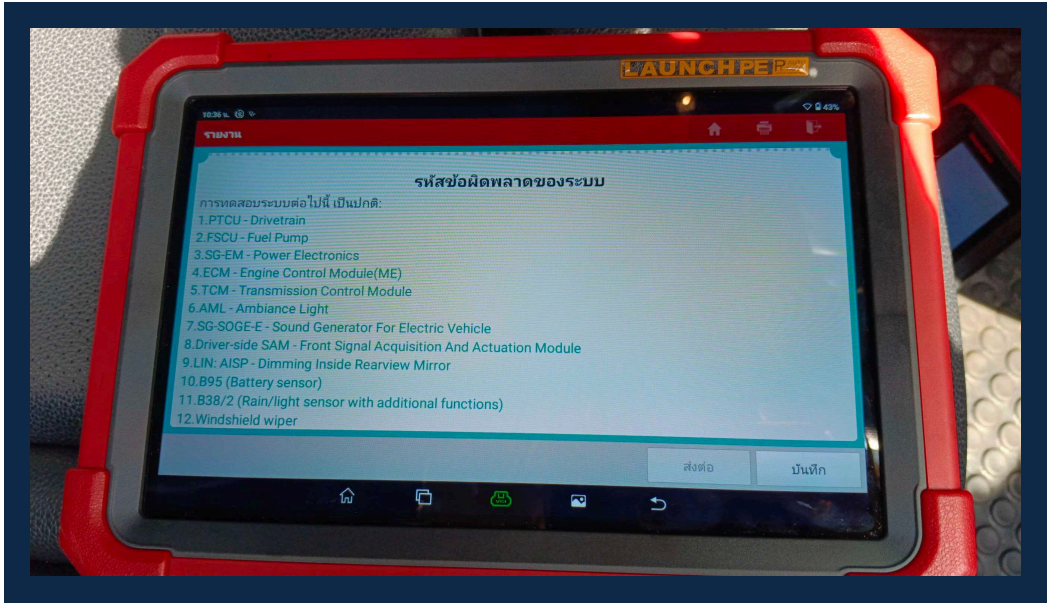 LAUNCH
10:36 น.
43%
รายงาน
รหัสข้อผิดพลาดของระบบ
การทดสอบระบบต่อไปนี้ เป็นปกติ:
1.PTCU - Drivetrain
2.FSCU - Fuel Pump
3.SG-EM - Power Electronics
4.ECM - Engine Control Module(ME)
5.TCM - Transmission Control Module
6.AML - Ambiance Light
7.SG-SOGE-E - Sound Generator For Electric Vehicle
8.Driver-side SAM - Front Signal Acquisition And Actuation Module
9.LIN: AISP - Dimming Inside Rearview Mirror
10.B95 (Battery sensor)
11.B38/2 (Rain/light sensor with additional functions)
12.Windshield wiper
ส่งต่อ
บันทึก